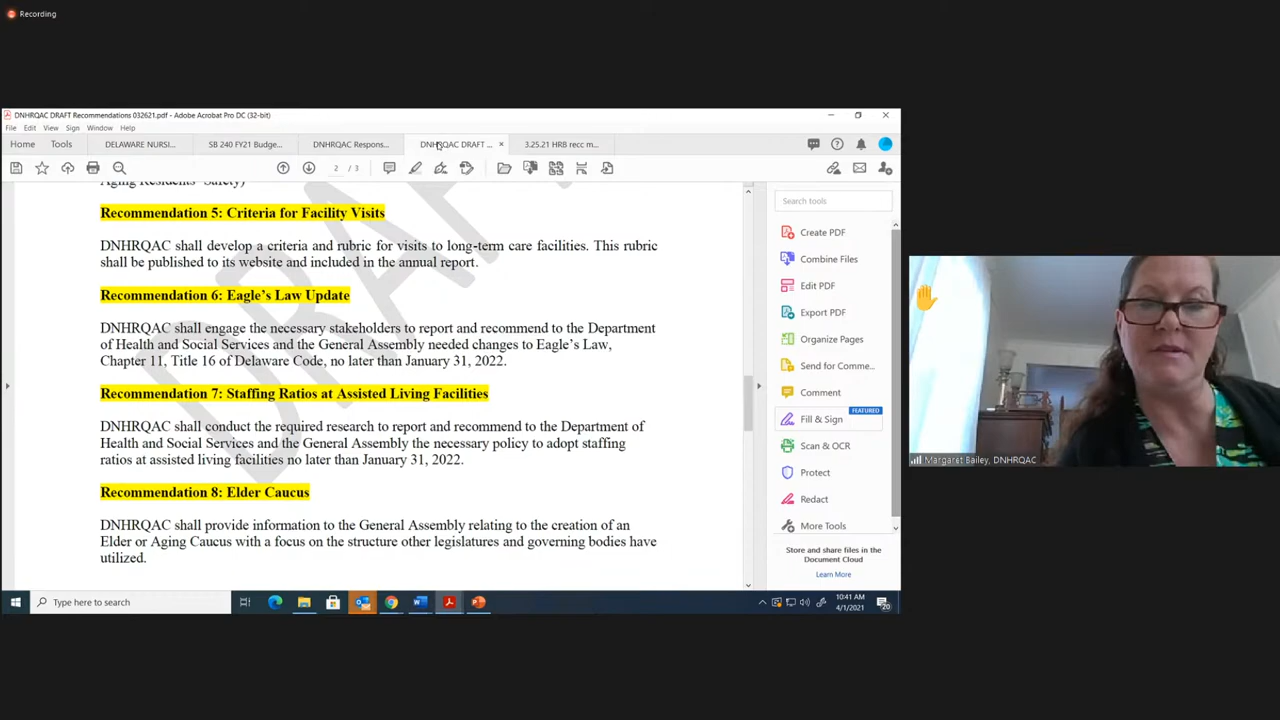 Recording
DNHRQAC DRAFT Recommendations 032621.pdf - Adobe Acrobat Pro DC (32-bit)
File Edit View Sign Window Help
Home Tools DELAWARE NURSI... SB 240 FY21 Budge... DNHRQAC Respons... DNHRQAC DRAFT ... × 3.25.21 HRB recc m...
2 / 3
Aging Residents' Safety)
Recommendation 5: Criteria for Facility Visits
DNHRQAC shall develop a criteria and rubric for visits to long-term care facilities. This rubric
shall be published to its website and included in the annual report.
Recommendation 6: Eagle's Law Update
DNHRQAC shall engage the necessary stakeholders to report and recommend to the Department
of Health and Social Services and the General Assembly needed changes to Eagle's Law,
Chapter 11, Title 16 of Delaware Code, no later than January 31, 2022.
Recommendation 7: Staffing Ratios at Assisted Living Facilities
DNHRQAC shall conduct the required research to report and recommend to the Department of
Health and Social Services and the General Assembly the necessary policy to adopt staffing
ratios at assisted living facilities no later than January 31, 2022.
Recommendation 8: Elder Caucus
DNHRQAC shall provide information to the General Assembly relating to the creation of an
Elder or Aging Caucus with a focus on the structure other legislatures and governing bodies have
utilized.
DRAFT
Search tools
Create PDF
Combine Files
Edit PDF
Export PDF
Organize Pages
Send for Comme...
Comment
FEATURED
Fill & Sign
Scan & OCR
Protect
Redact
More Tools
Store and share files in the
Document Cloud
Learn More
Margaret Bailey, DNHRQAC
Type here to search
10:41 AM
4/1/2021
20